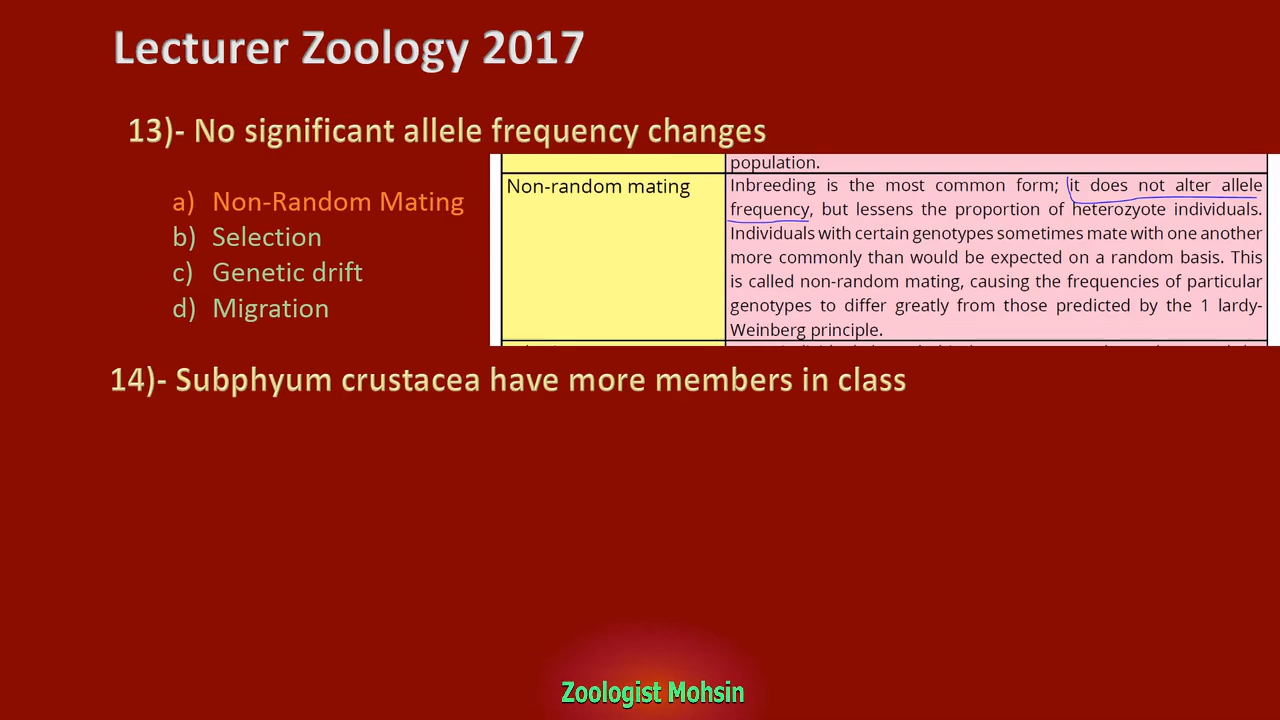 Lecturer Zoology 2017
13)- No significant allele frequency changes
a) Non-Random Mating
b) Selection
c) Genetic drift
d) Migration
population.
Non-random mating
Inbreeding is the most common form; it does not alter allele
frequency, but lessens the proportion of heterozyote individuals.
Individuals with certain genotypes sometimes mate with one another
more commonly than would be expected on a random basis. This
is called non-random mating, causing the frequencies of particular
genotypes to differ greatly from those predicted by the 1 lardy-
Weinberg principle.
14)- Subphyum crustacea have more members in class
Zoologist Mohsin